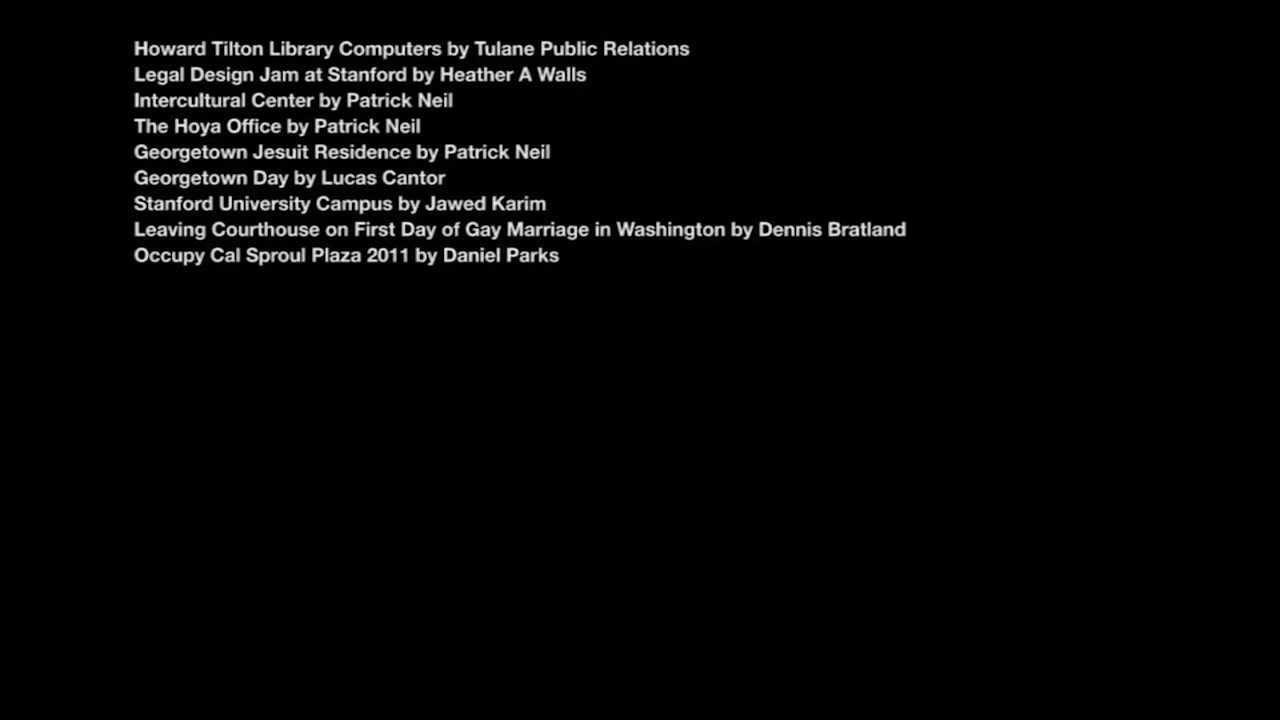 Howard Tilton Library Computers by Tulane Public Relations
Legal Design Jam at Stanford by Heather A Walls
Intercultural Center by Patrick Neil
The Hoya Office by Patrick Neil
Georgetown Jesuit Residence by Patrick Neil
Georgetown Day by Lucas Cantor
Stanford University Campus by Jawed Karim
Leaving Courthouse on First Day of Gay Marriage in Washington by Dennis Bratland
Occupy Cal Sproul Plaza 2011 by Daniel Parks